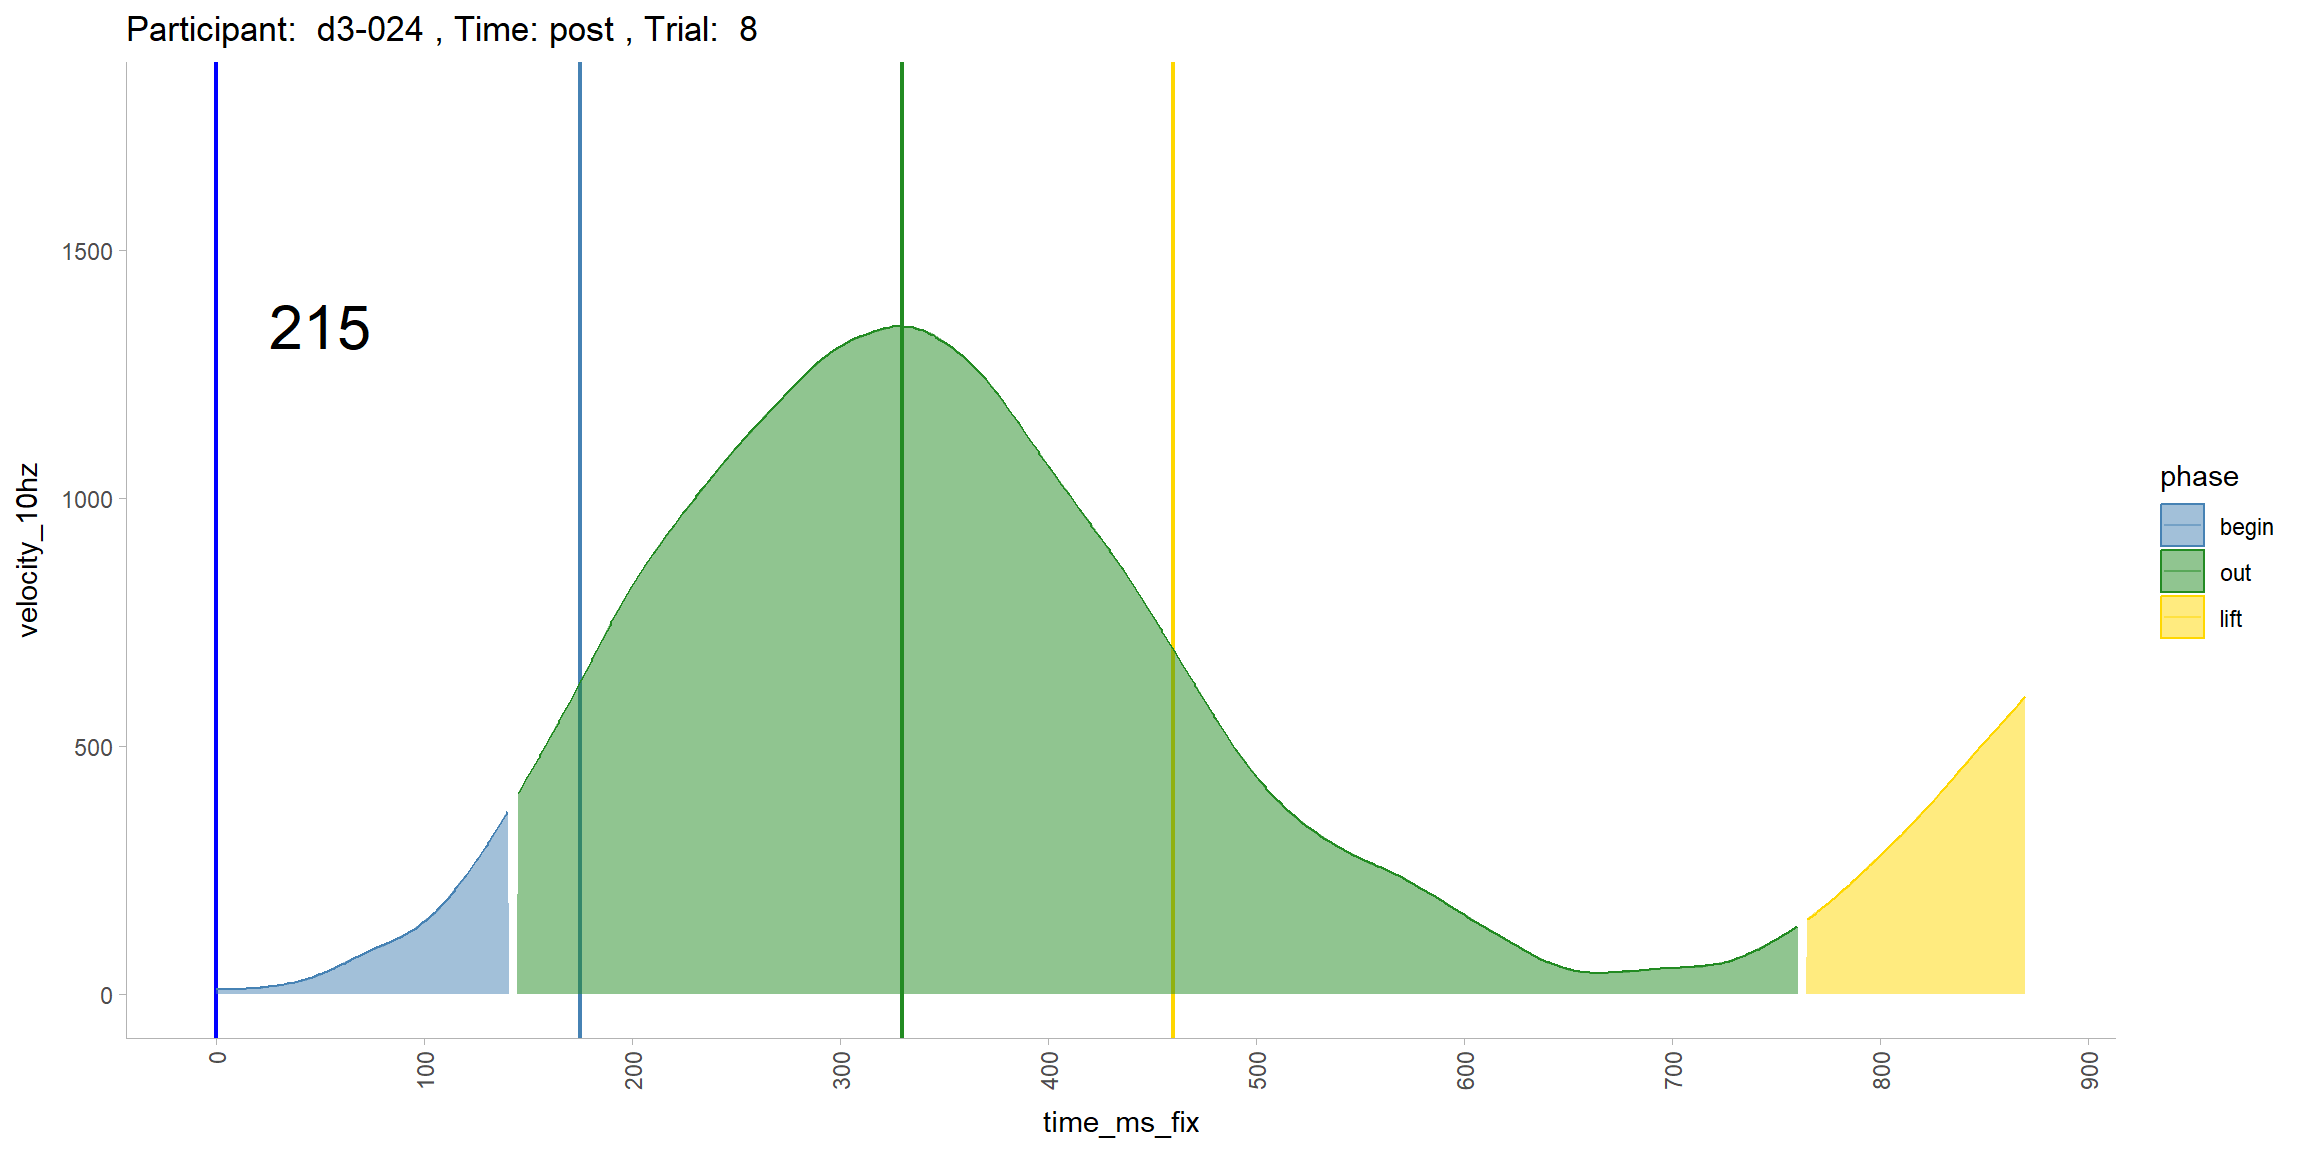 Participant:  d3-024 , Time: post , Trial:  8
1500
1000
500
0
velocity_10hz
215
0 100 200 300 400 500 600 700 800 900
time_ms_fix
phase
begin
out
lift